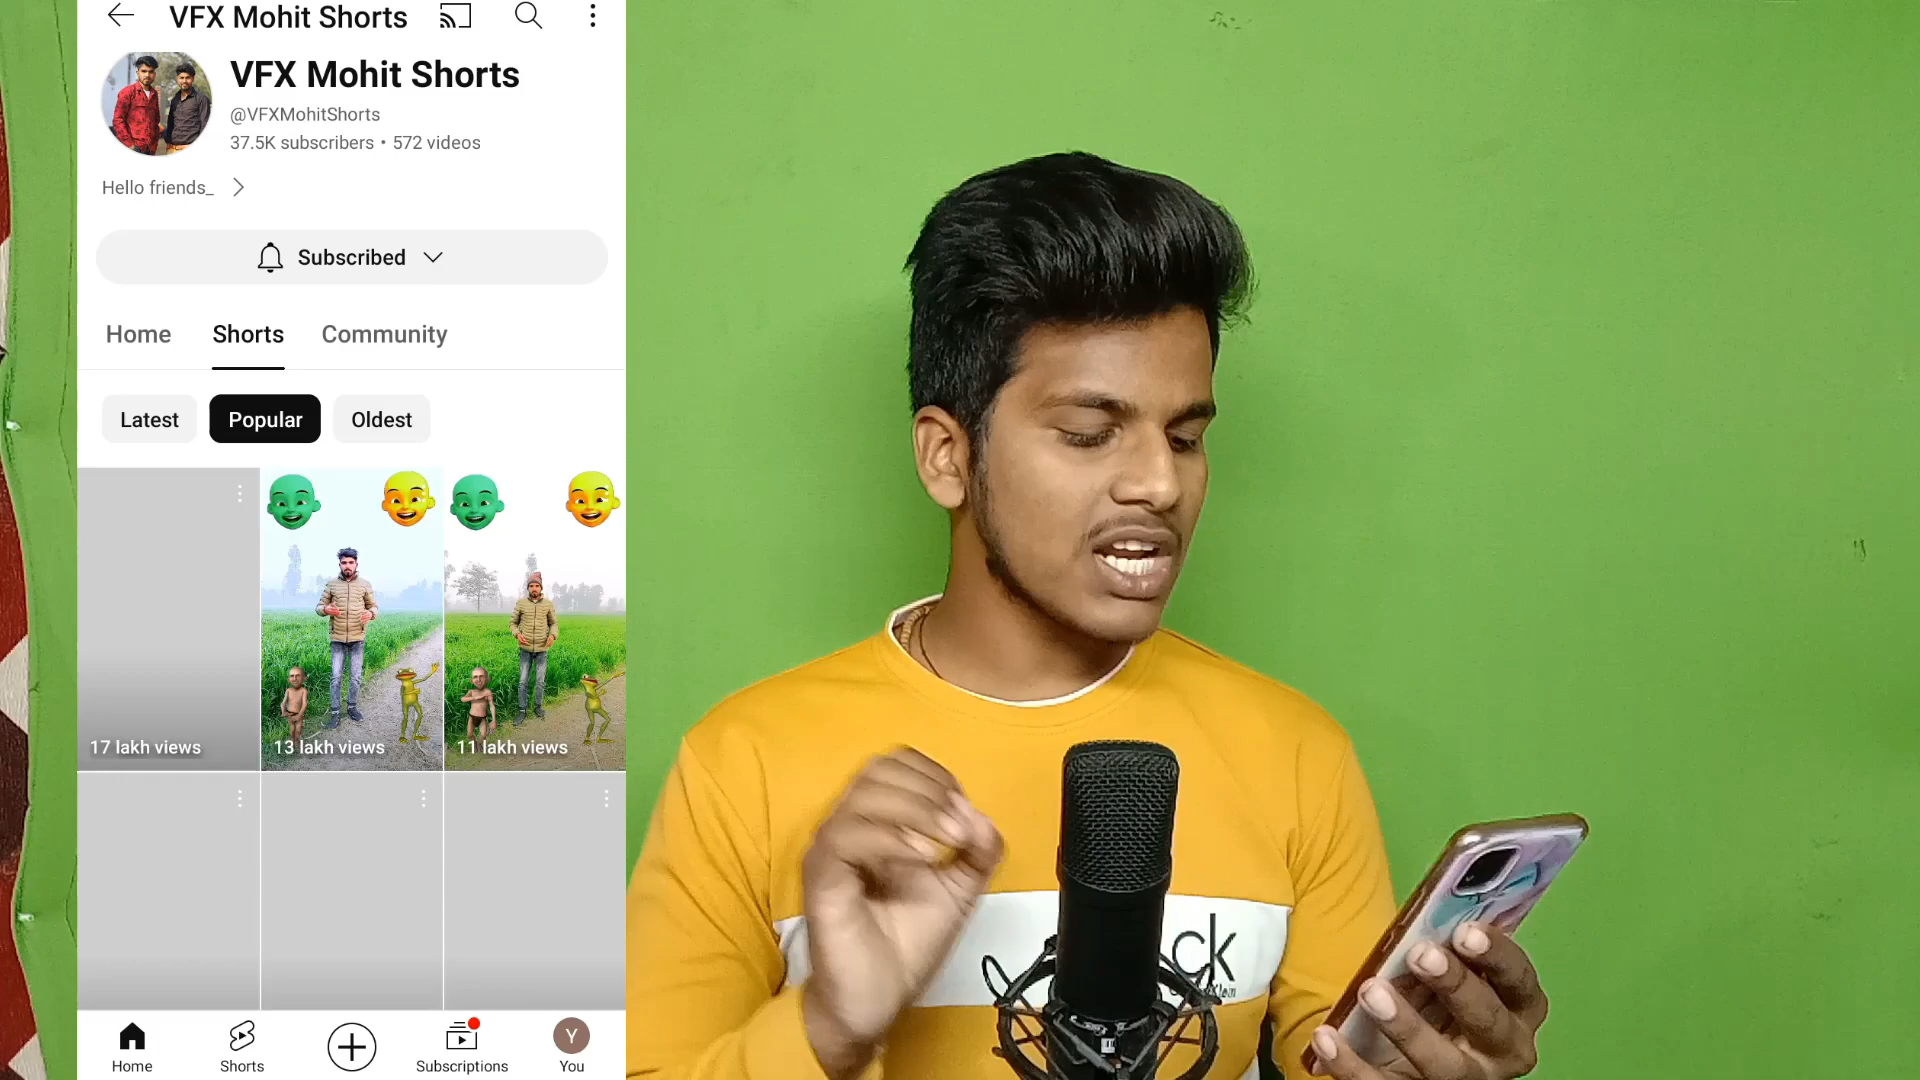 VFX Mohit Shorts
VFX Mohit Shorts
@VFXMohitShorts
37.5K subscribers • 572 videos
Hello friends_
Subscribed
Home
Shorts
Community
Latest
Popular
Oldest
17 lakh views
13 lakh views
11 lakh views
Home
Shorts
Subscriptions
Y
You
ck
Klein